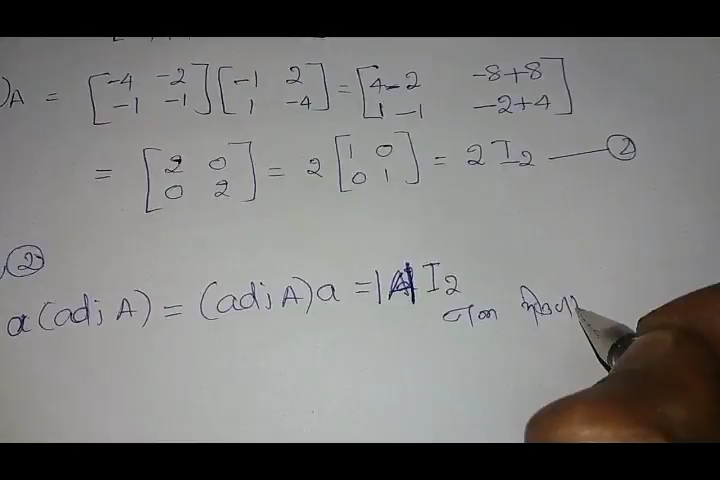 )A = [-4 -2 -1 -1] [-1 2 1 -4] = [4-2 -8+8 1-1 -2+4]
= [2 0 0 2] = 2 [1 0 0 1] = 2 I₂ —— ②
②
a(adj A) = (adj A)a = |A| I₂
என